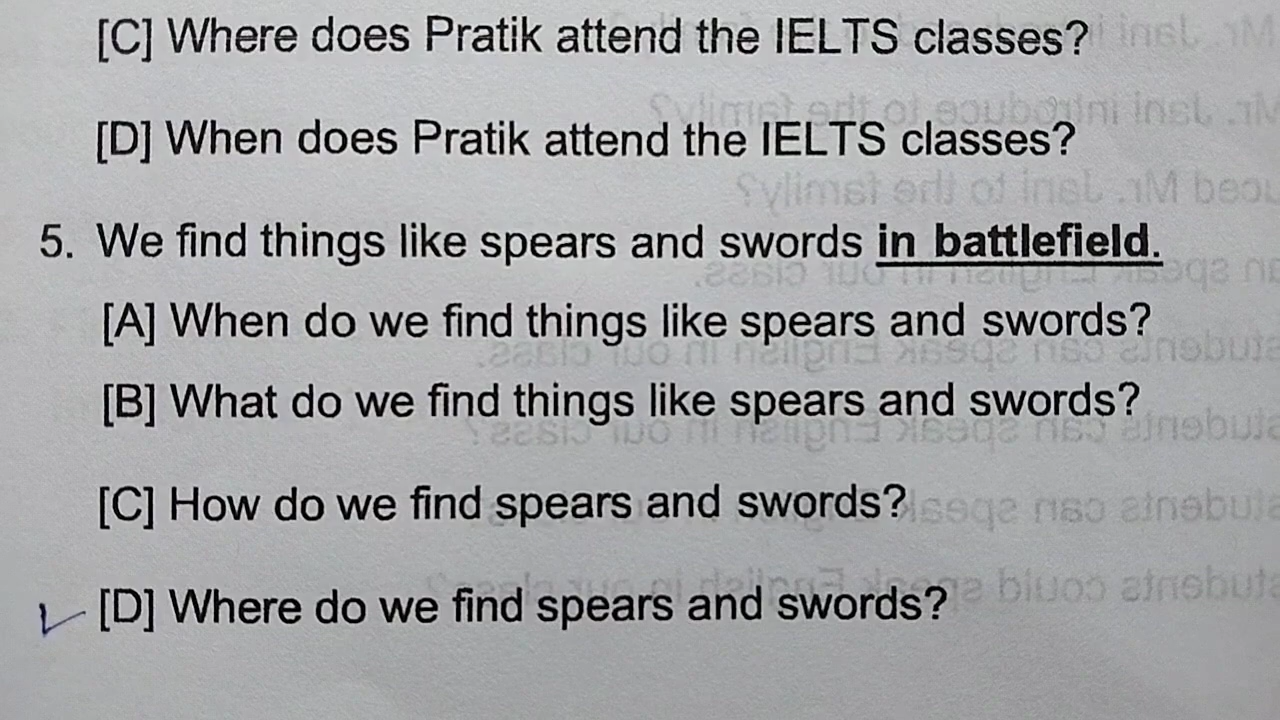 [C] Where does Pratik attend the IELTS classes?
[D] When does Pratik attend the IELTS classes?
5. We find things like spears and swords in battlefield.
[A] When do we find things like spears and swords?
[B] What do we find things like spears and swords?
[C] How do we find spears and swords?
[D] Where do we find spears and swords?